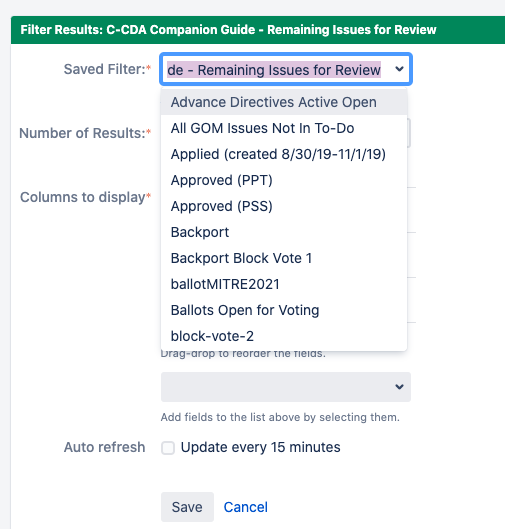 Filter Results: C-CDA Companion Guide - Remaining Issues for Review
Saved Filter:*
de - Remaining Issues for Review
Advance Directives Active Open
All GOM Issues Not In To-Do
Number of Results:*
Applied (created 8/30/19-11/1/19)
Approved (PPT)
Columns to display*
Approved (PSS)
Backport
Backport Block Vote 1
ballotMITRE2021
Ballots Open for Voting
block-vote-2
Drag-drop to reorder the fields.
Add fields to the list above by selecting them.
Auto refresh
Update every 15 minutes
Save
Cancel